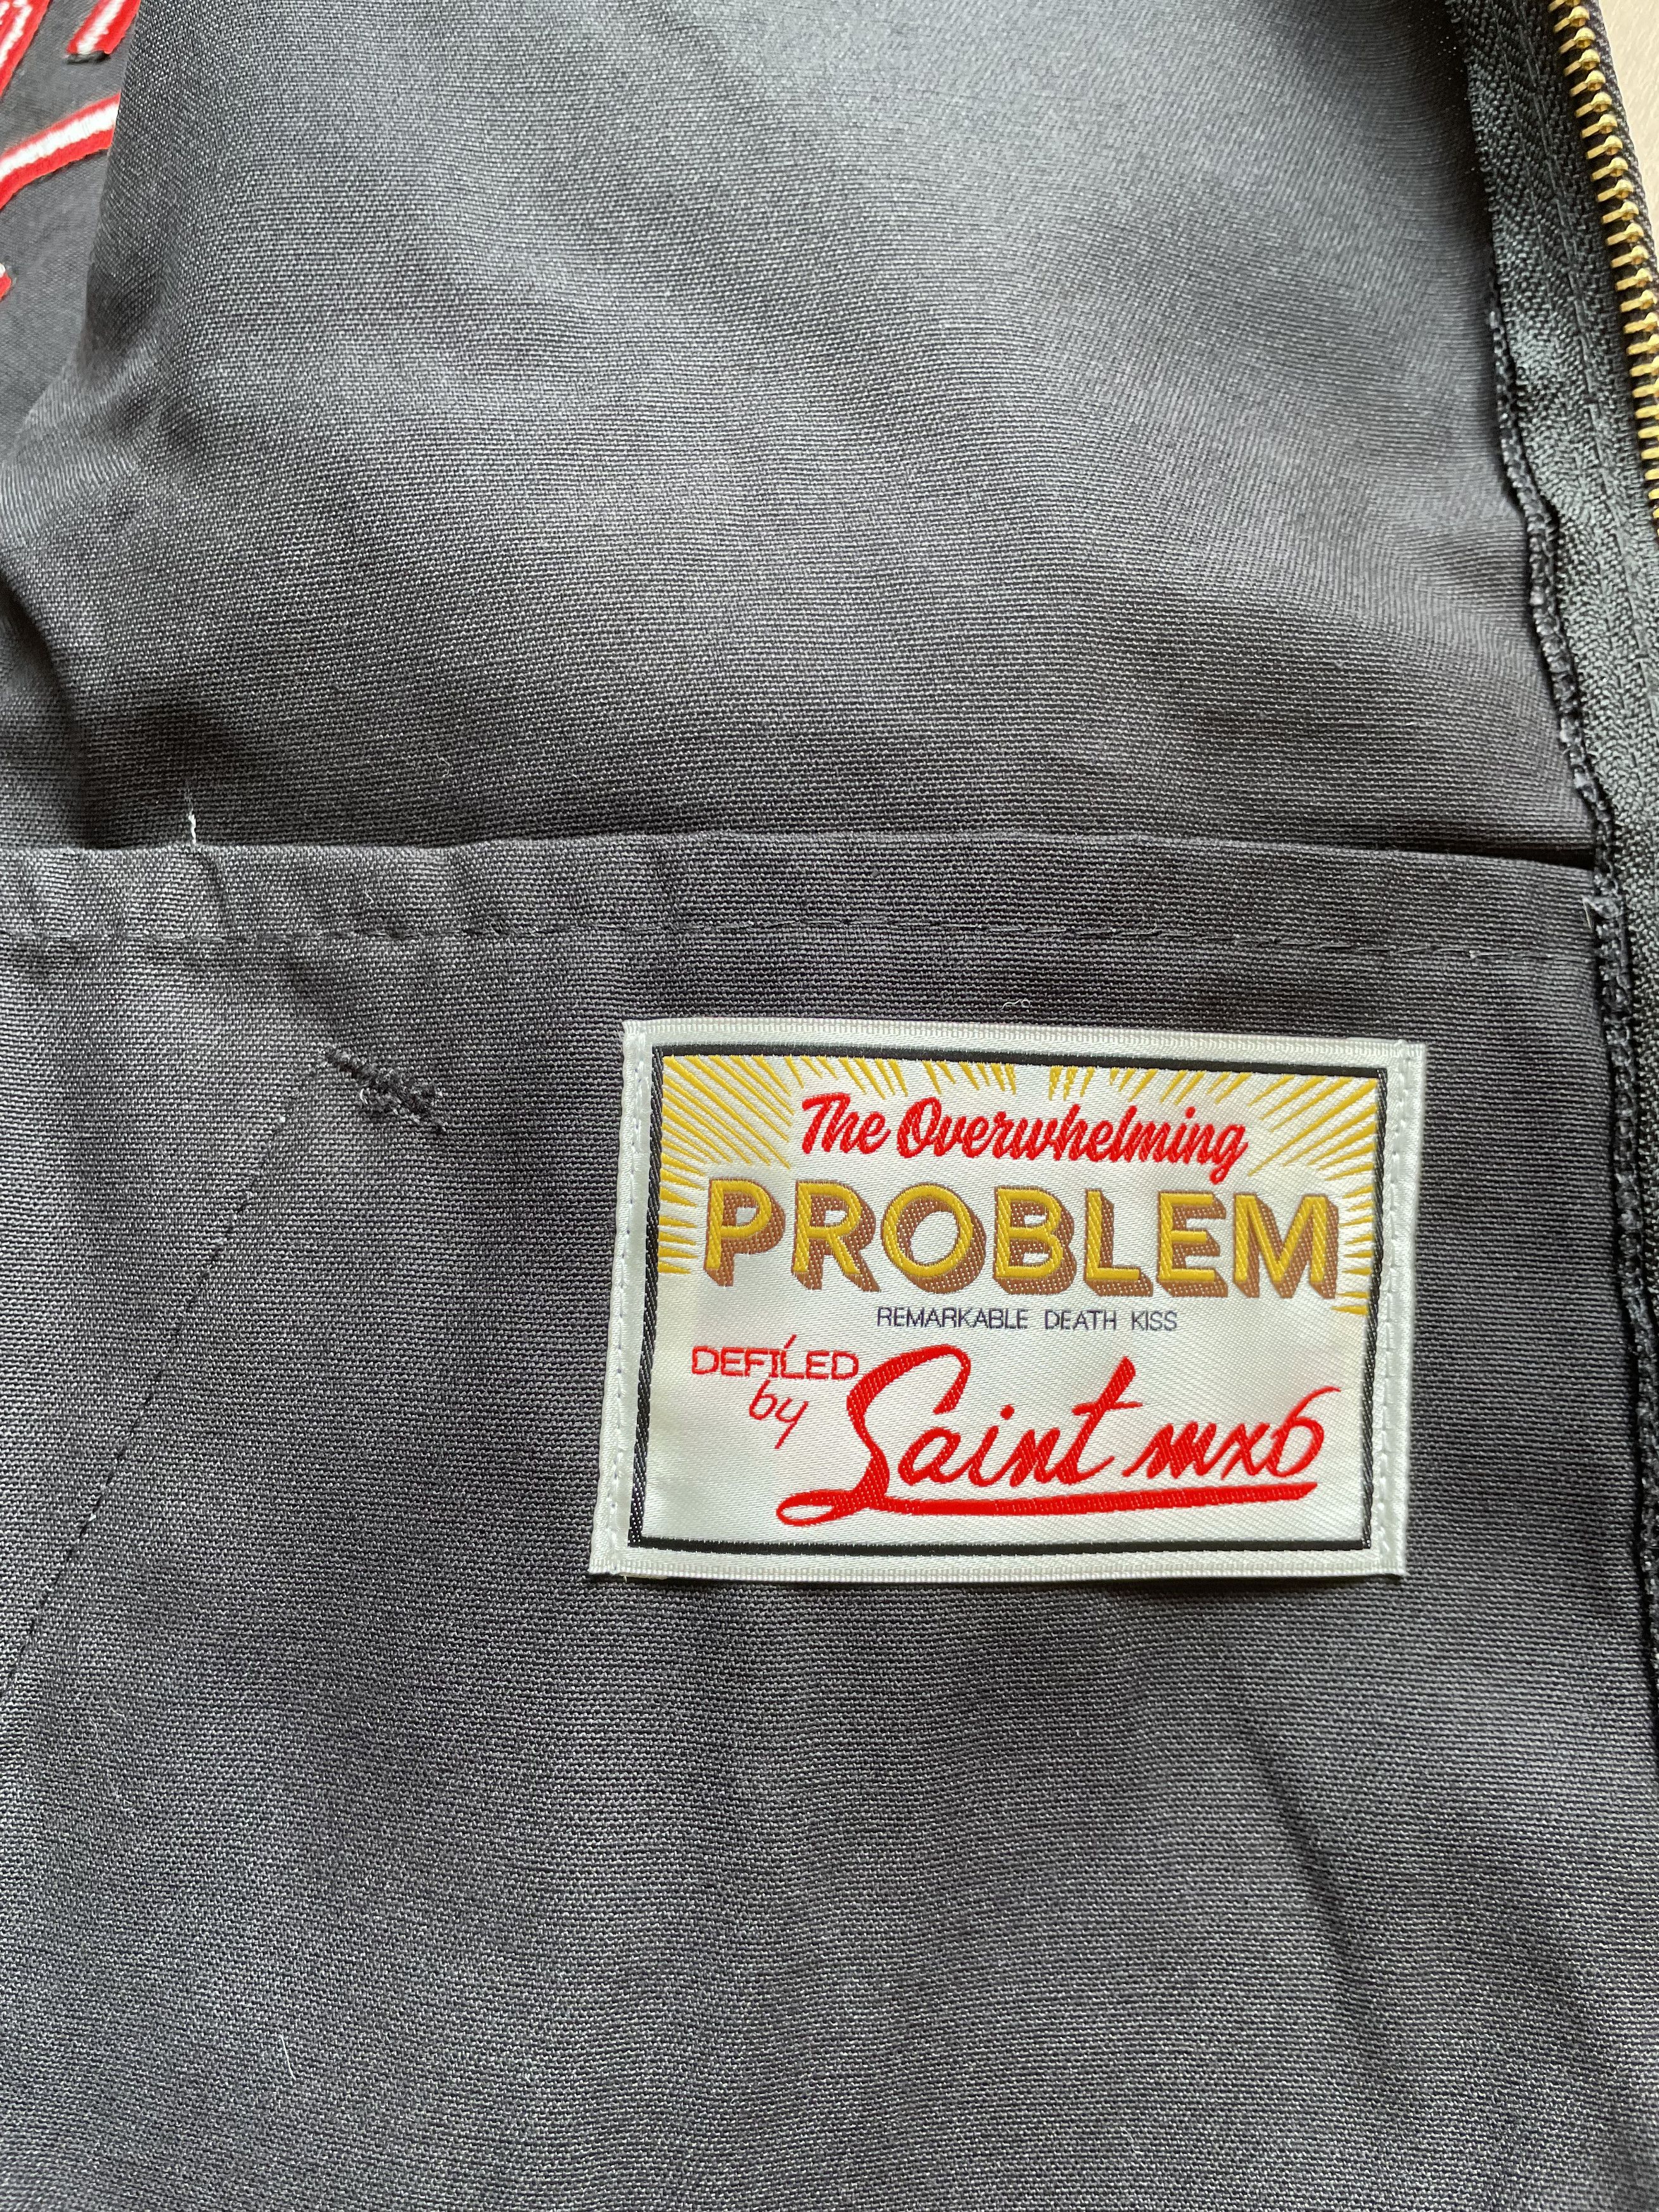 The Overwhelming
PROBLEM
REMARKABLE DEATH KISS
DEFILED
by
Saint mx6